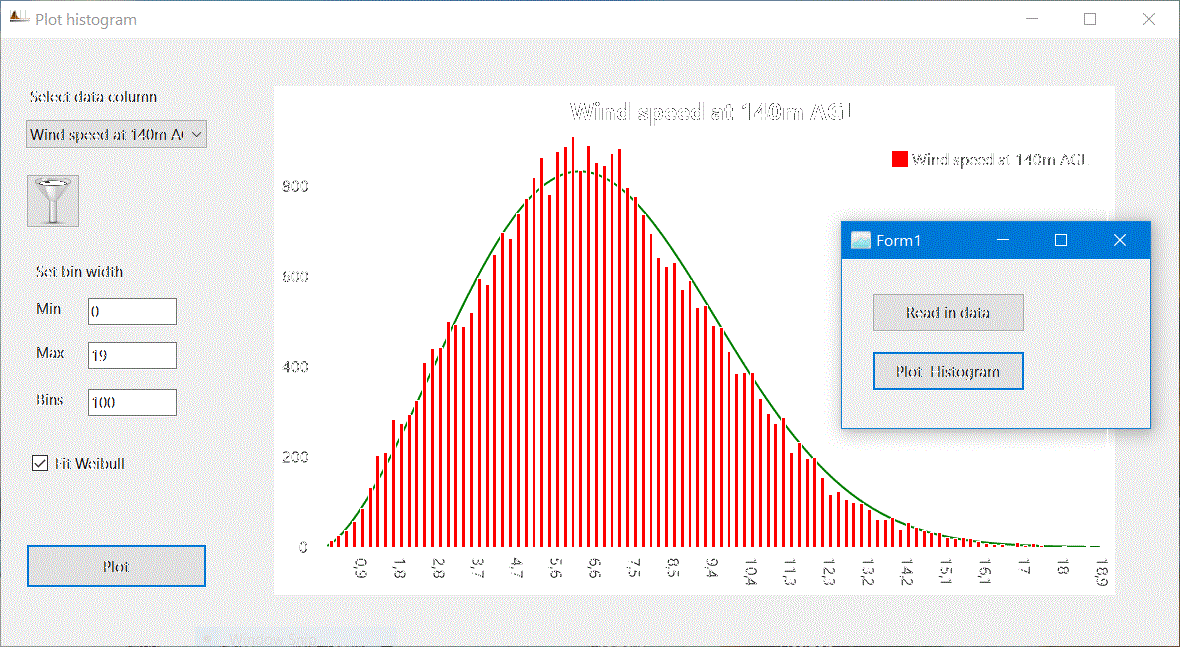 Plot histogram
Select data column
Wind speed at 140m A
Set bin width
Min 0
Max 19
Bins 100
Fit Weibull
Plot
Wind speed at 140m AGL
Wind speed at 140m AGL
800
600
400
200
0
0,9 1,8 2,8 3,7 4,7 5,6 6,6 7,5 8,5 9,4 10,4 11,3 12,3 13,2 14,2 15,1 16,1 17 18 18,9
Form1
Read in data
Plot Histogram
Window Snip